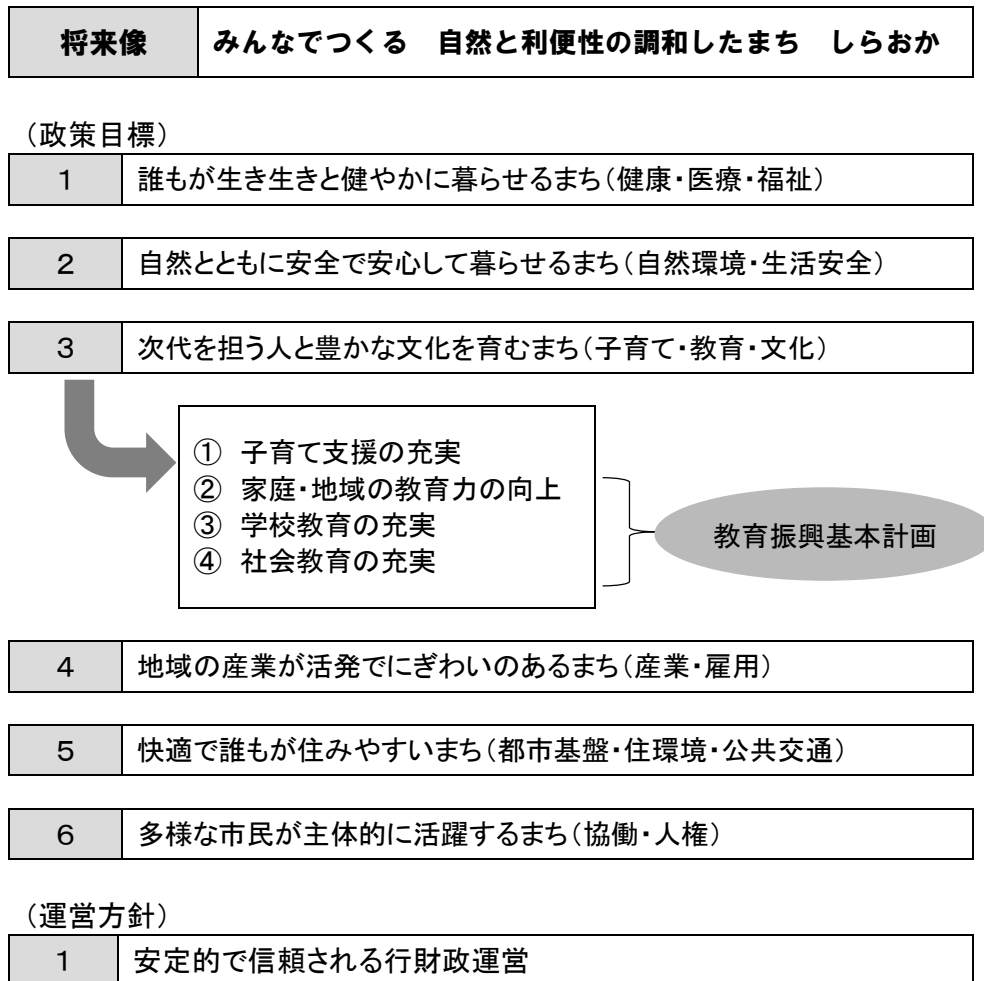 将来像 みんなでつくる 自然と利便性の調和したまち しらおか
（政策目標）
1 誰もが生き生きと健やかに暮らせるまち（健康・医療・福祉）
2 自然とともに安全で安心して暮らせるまち（自然環境・生活安全）
3 次代を担う人と豊かな文化を育むまち（子育て・教育・文化）
① 子育て支援の充実
② 家庭・地域の教育力の向上
③ 学校教育の充実
④ 社会教育の充実
教育振興基本計画
4 地域の産業が活発でにぎわいのあるまち（産業・雇用）
5 快適で誰もが住みやすいまち（都市基盤・住環境・公共交通）
6 多様な市民が主体的に活躍するまち（協働・人権）
（運営方針）
1 安定的で信頼される行財政運営